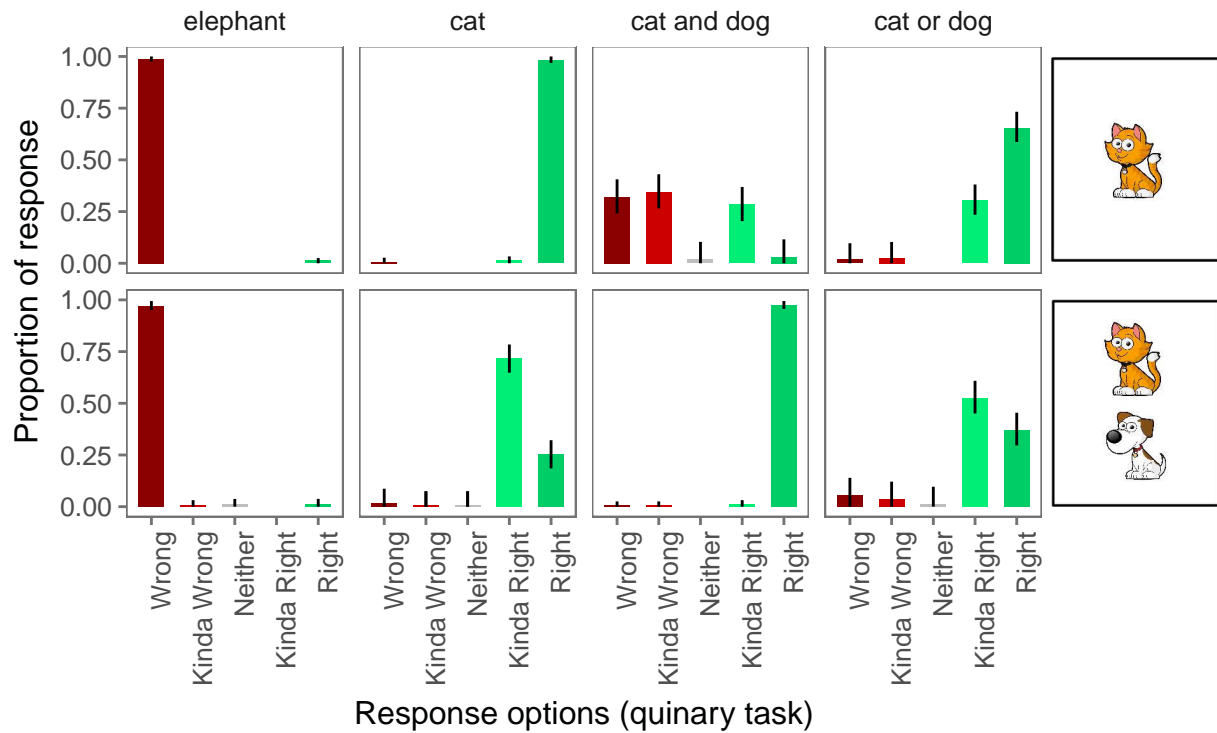 elephant cat cat and dog cat or dog
Proportion of response
1.00
0.75
0.50
0.25
0.00
1.00
0.75
0.50
0.25
0.00
Wrong
Kinda Wrong
Neither
Kinda Right
Right
Wrong
Kinda Wrong
Neither
Kinda Right
Right
Wrong
Kinda Wrong
Neither
Kinda Right
Right
Wrong
Kinda Wrong
Neither
Kinda Right
Right
Response options (quinary task)